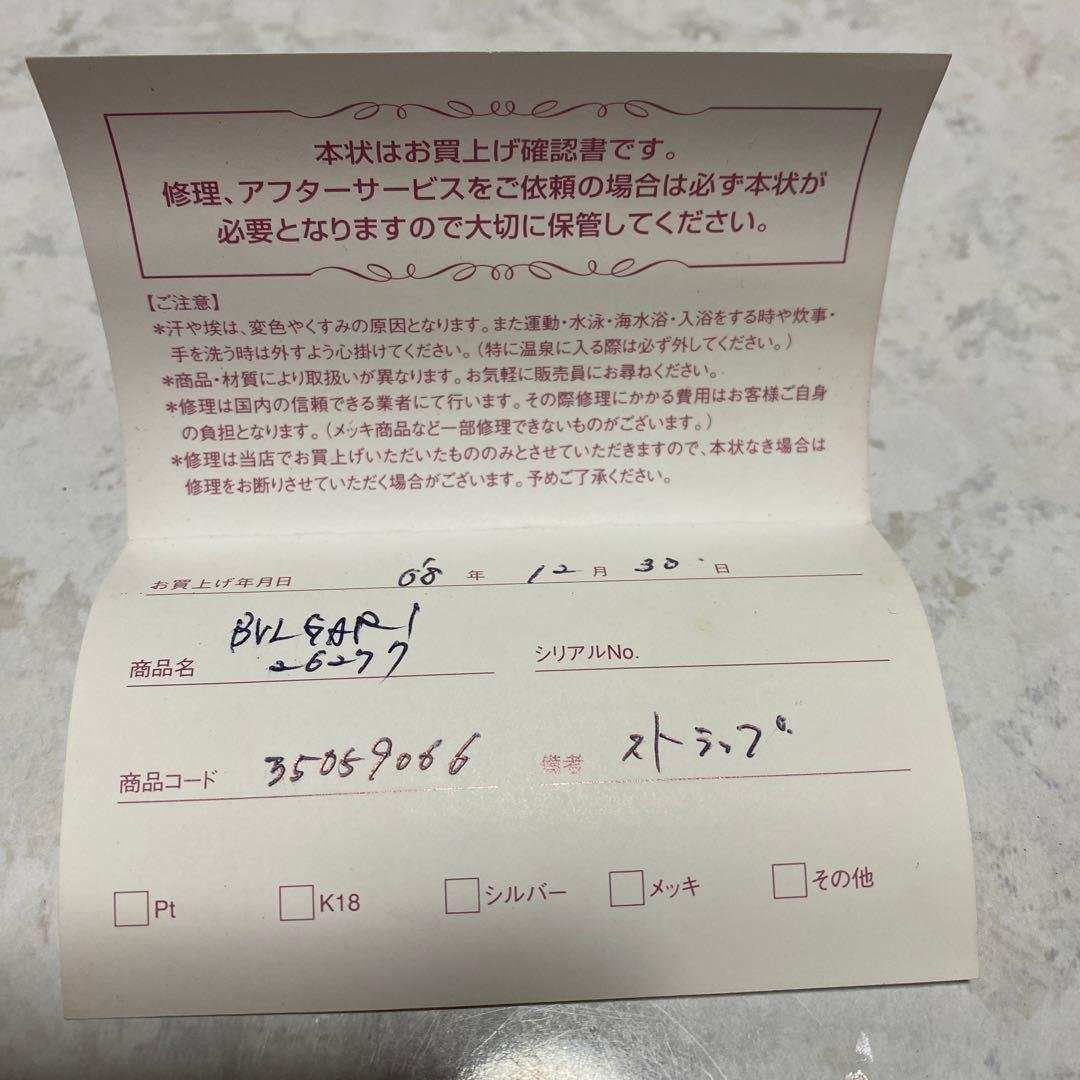 本状はお買上げ確認書です。
修理、アフターサービスをご依頼の場合は必ず本状が
必要となりますので大切に保管してください。
【ご注意】
*汗や埃は、変色やくすみの原因となります。また運動・水泳・海水浴・入浴をする時や炊事・
手を洗う時は外すよう心掛けてください。(特に温泉に入る際は必ず外してください。)
*商品・材質により取扱いが異なります。お気軽に販売員にお尋ねください。
*修理は国内の信頼できる業者にて行います。その際修理にかかる費用はお客様ご自身
の負担となります。(メッキ商品など一部修理できないものがございます。)
*修理は当店でお買上げいただいたもののみとさせていただきますので、本状なき場合は
修理をお断りさせていただく場合がございます。予めご了承ください。
お買上げ年月日 08年 12月 30日
BVLGARI
商品名 26277 シリアルNo.
商品コード 35059066 備考 ストラップ
Pt K18 シルバー メッキ その他